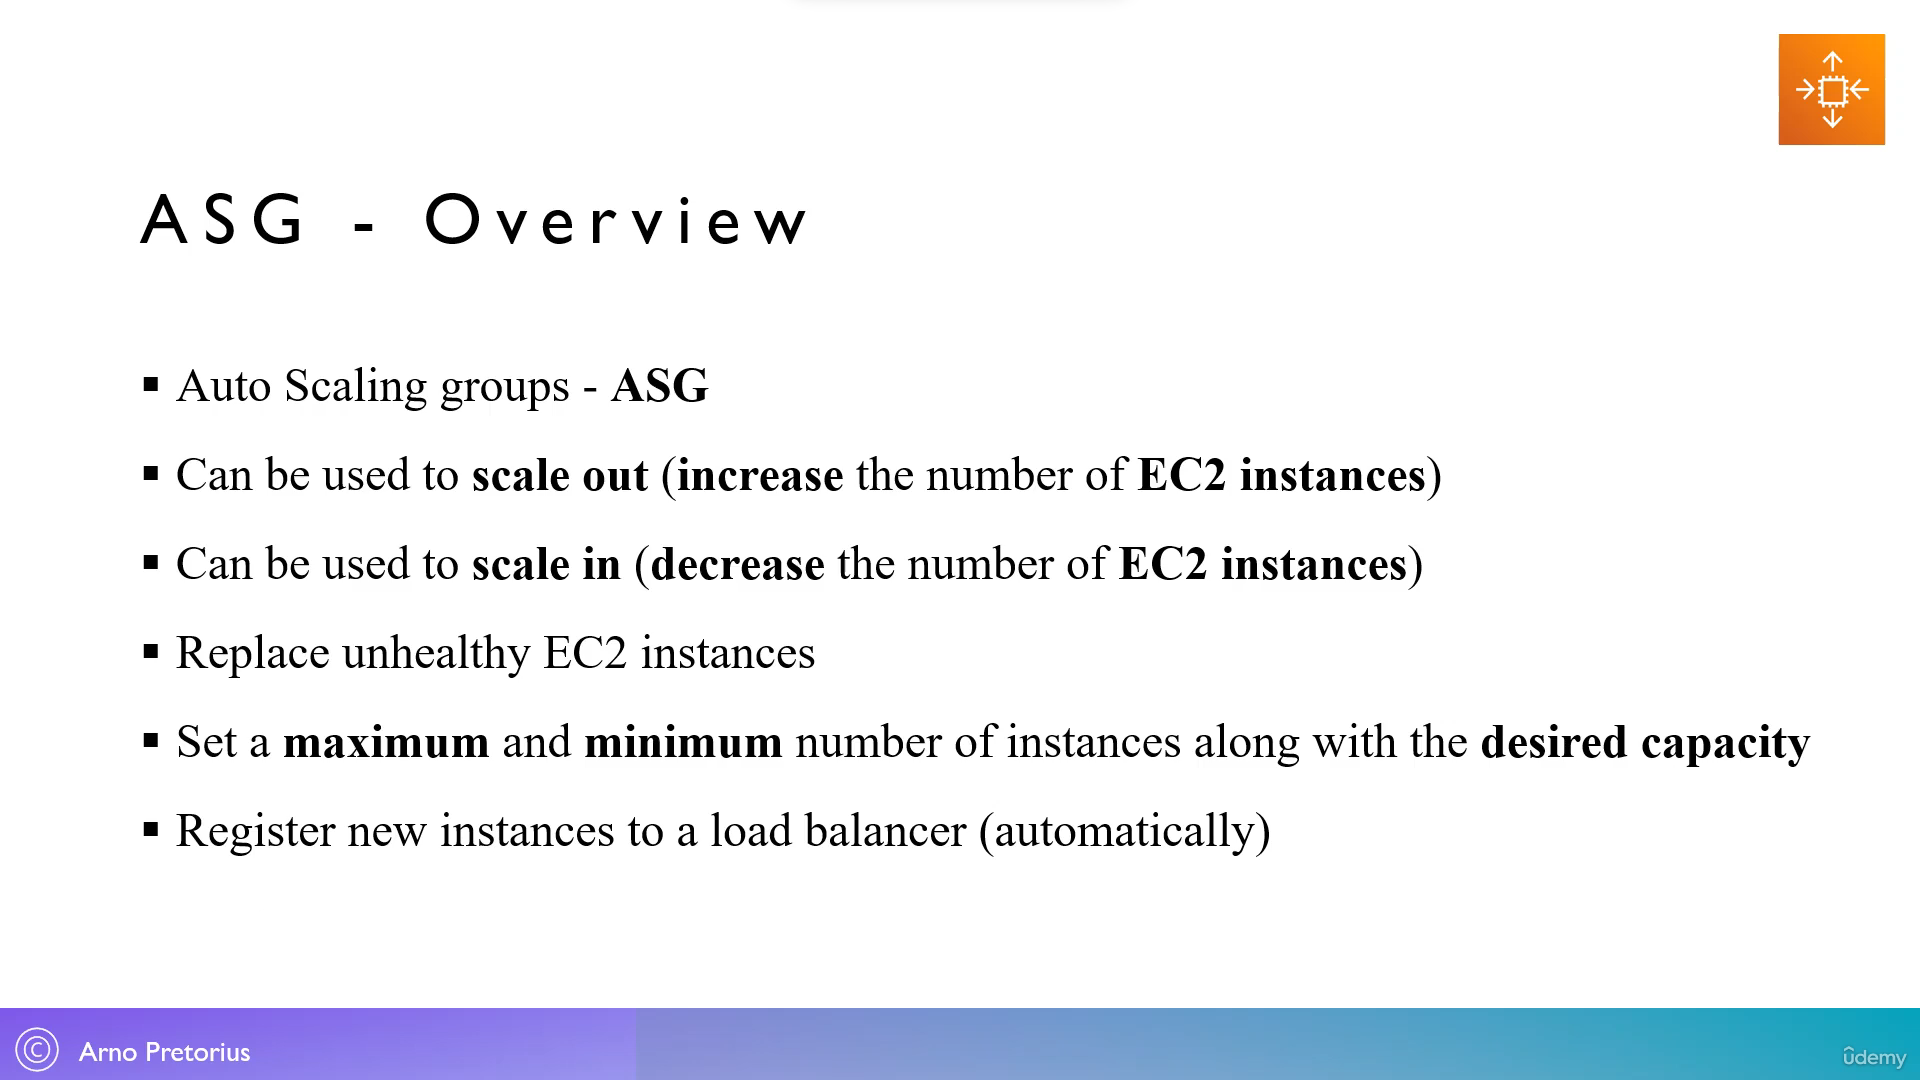 ASG - Overview
▪ Auto Scaling groups - ASG
▪ Can be used to scale out (increase the number of EC2 instances)
▪ Can be used to scale in (decrease the number of EC2 instances)
▪ Replace unhealthy EC2 instances
▪ Set a maximum and minimum number of instances along with the desired capacity
▪ Register new instances to a load balancer (automatically)
© Arno Pretorius
ûdemy